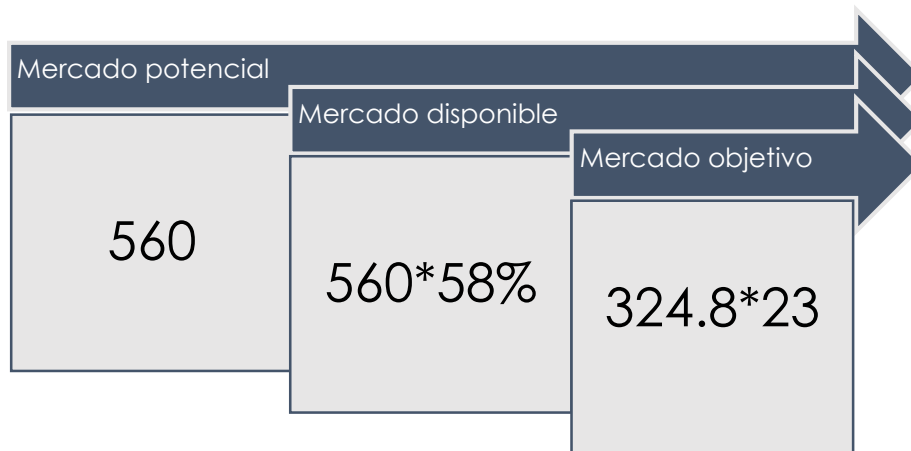 Mercado potencial
560
Mercado disponible
560*58%
Mercado objetivo
324.8*23